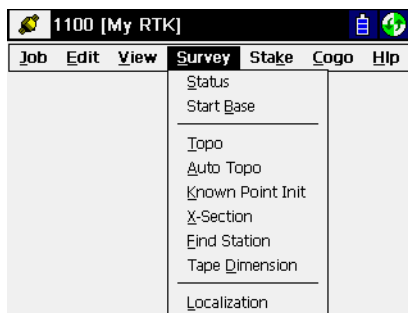 1100 [My RTK]
Job Edit View Survey Stake Cogo Hlp
Status
Start Base
Topo
Auto Topo
Known Point Init
X-Section
Find Station
Tape Dimension
Localization